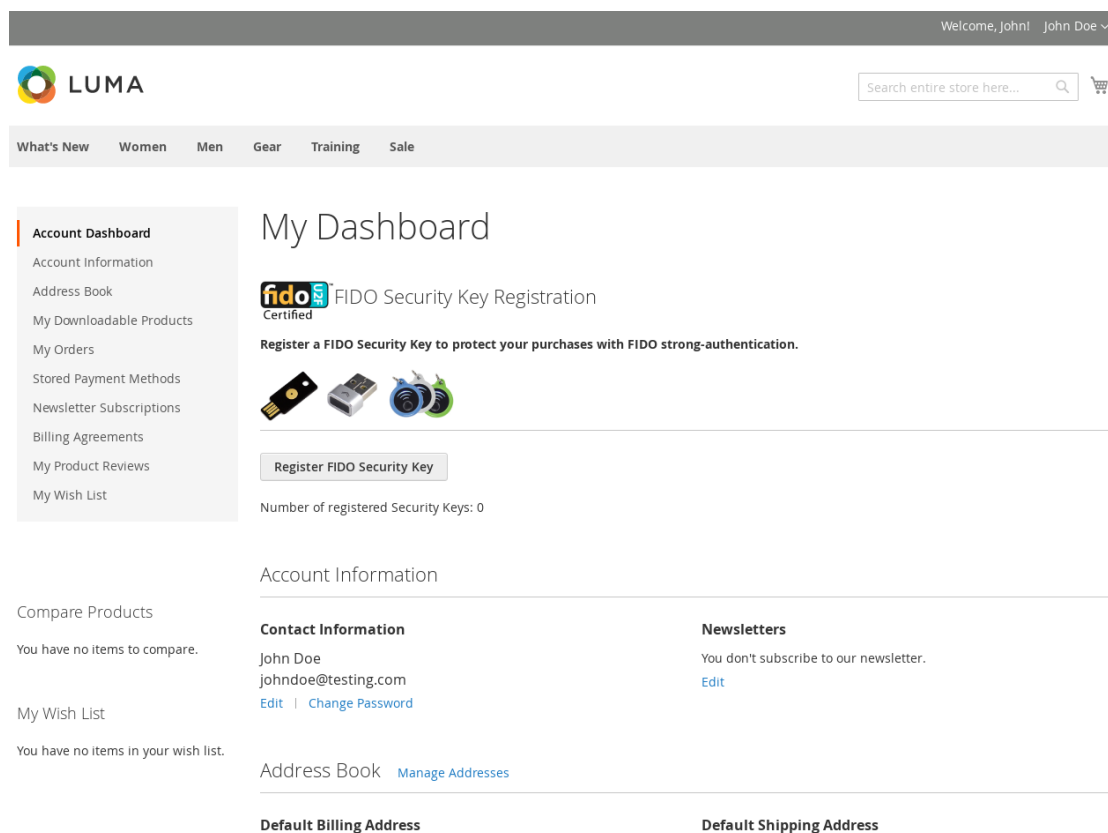 Welcome, John! John Doe
LUMA
Search entire store here...
What's New Women Men Gear Training Sale
Account Dashboard
Account Information
Address Book
My Downloadable Products
My Orders
Stored Payment Methods
Newsletter Subscriptions
Billing Agreements
My Product Reviews
My Wish List
Compare Products
You have no items to compare.
My Wish List
You have no items in your wish list.
My Dashboard
fido U2F Certified
FIDO Security Key Registration
Register a FIDO Security Key to protect your purchases with FIDO strong-authentication.
Register FIDO Security Key
Number of registered Security Keys: 0
Account Information
Contact Information
John Doe
johndoe@testing.com
Edit | Change Password
Newsletters
You don't subscribe to our newsletter.
Edit
Address Book Manage Addresses
Default Billing Address
Default Shipping Address